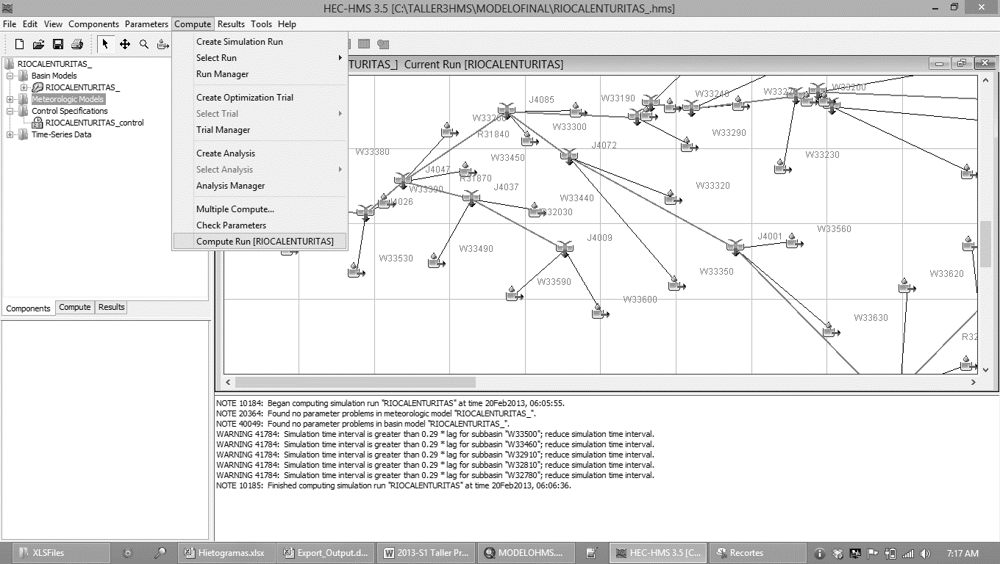 HEC-HMS 3.5 [C:\TALLER3HMS\MODELOFINAL\RIOCALENTURITAS_.hms]
File Edit View Components Parameters Compute Results Tools Help
Create Simulation Run
Select Run
Run Manager
Create Optimization Trial
Select Trial
Trial Manager
Create Analysis
Select Analysis
Analysis Manager
Multiple Compute...
Check Parameters
Compute Run [RIOCALENTURITAS]
RIOCALENTURITAS_
Basin Models
RIOCALENTURITAS_
Meteorologic Models
Control Specifications
RIOCALENTURITAS_control
Time-Series Data
Components Compute Results
TURITAS_] Current Run [RIOCALENTURITAS]
J4085
W33190
W33240
W33200
W33300
W33290
R31840
J4072
W33380
W33450
W33230
J4047
R31870
J4037
W33390
W33320
J4026
W33440
R32030
J4009
J4001
W33560
W33490
W33530
W33350
W33620
W33590
W33600
W33630
R32
NOTE 10184: Began computing simulation run "RIOCALENTURITAS" at time 20Feb2013, 06:05:55.
NOTE 20364: Found no parameter problems in meteorologic model "RIOCALENTURITAS_".
NOTE 40049: Found no parameter problems in basin model "RIOCALENTURITAS_".
WARNING 41784: Simulation time interval is greater than 0.29 * lag for subbasin "W33500"; reduce simulation time interval.
WARNING 41784: Simulation time interval is greater than 0.29 * lag for subbasin "W33460"; reduce simulation time interval.
WARNING 41784: Simulation time interval is greater than 0.29 * lag for subbasin "W32910"; reduce simulation time interval.
WARNING 41784: Simulation time interval is greater than 0.29 * lag for subbasin "W32810"; reduce simulation time interval.
WARNING 41784: Simulation time interval is greater than 0.29 * lag for subbasin "W32780"; reduce simulation time interval.
NOTE 10185: Finished computing simulation run "RIOCALENTURITAS" at time 20Feb2013, 06:06:36.
XLSFiles
Hietogramas.xlsx
Export_Output.d...
2013-S1 Taller Pr...
MODELOHMS....
HEC-HMS 3.5 [C...
Recortes
7:17 AM